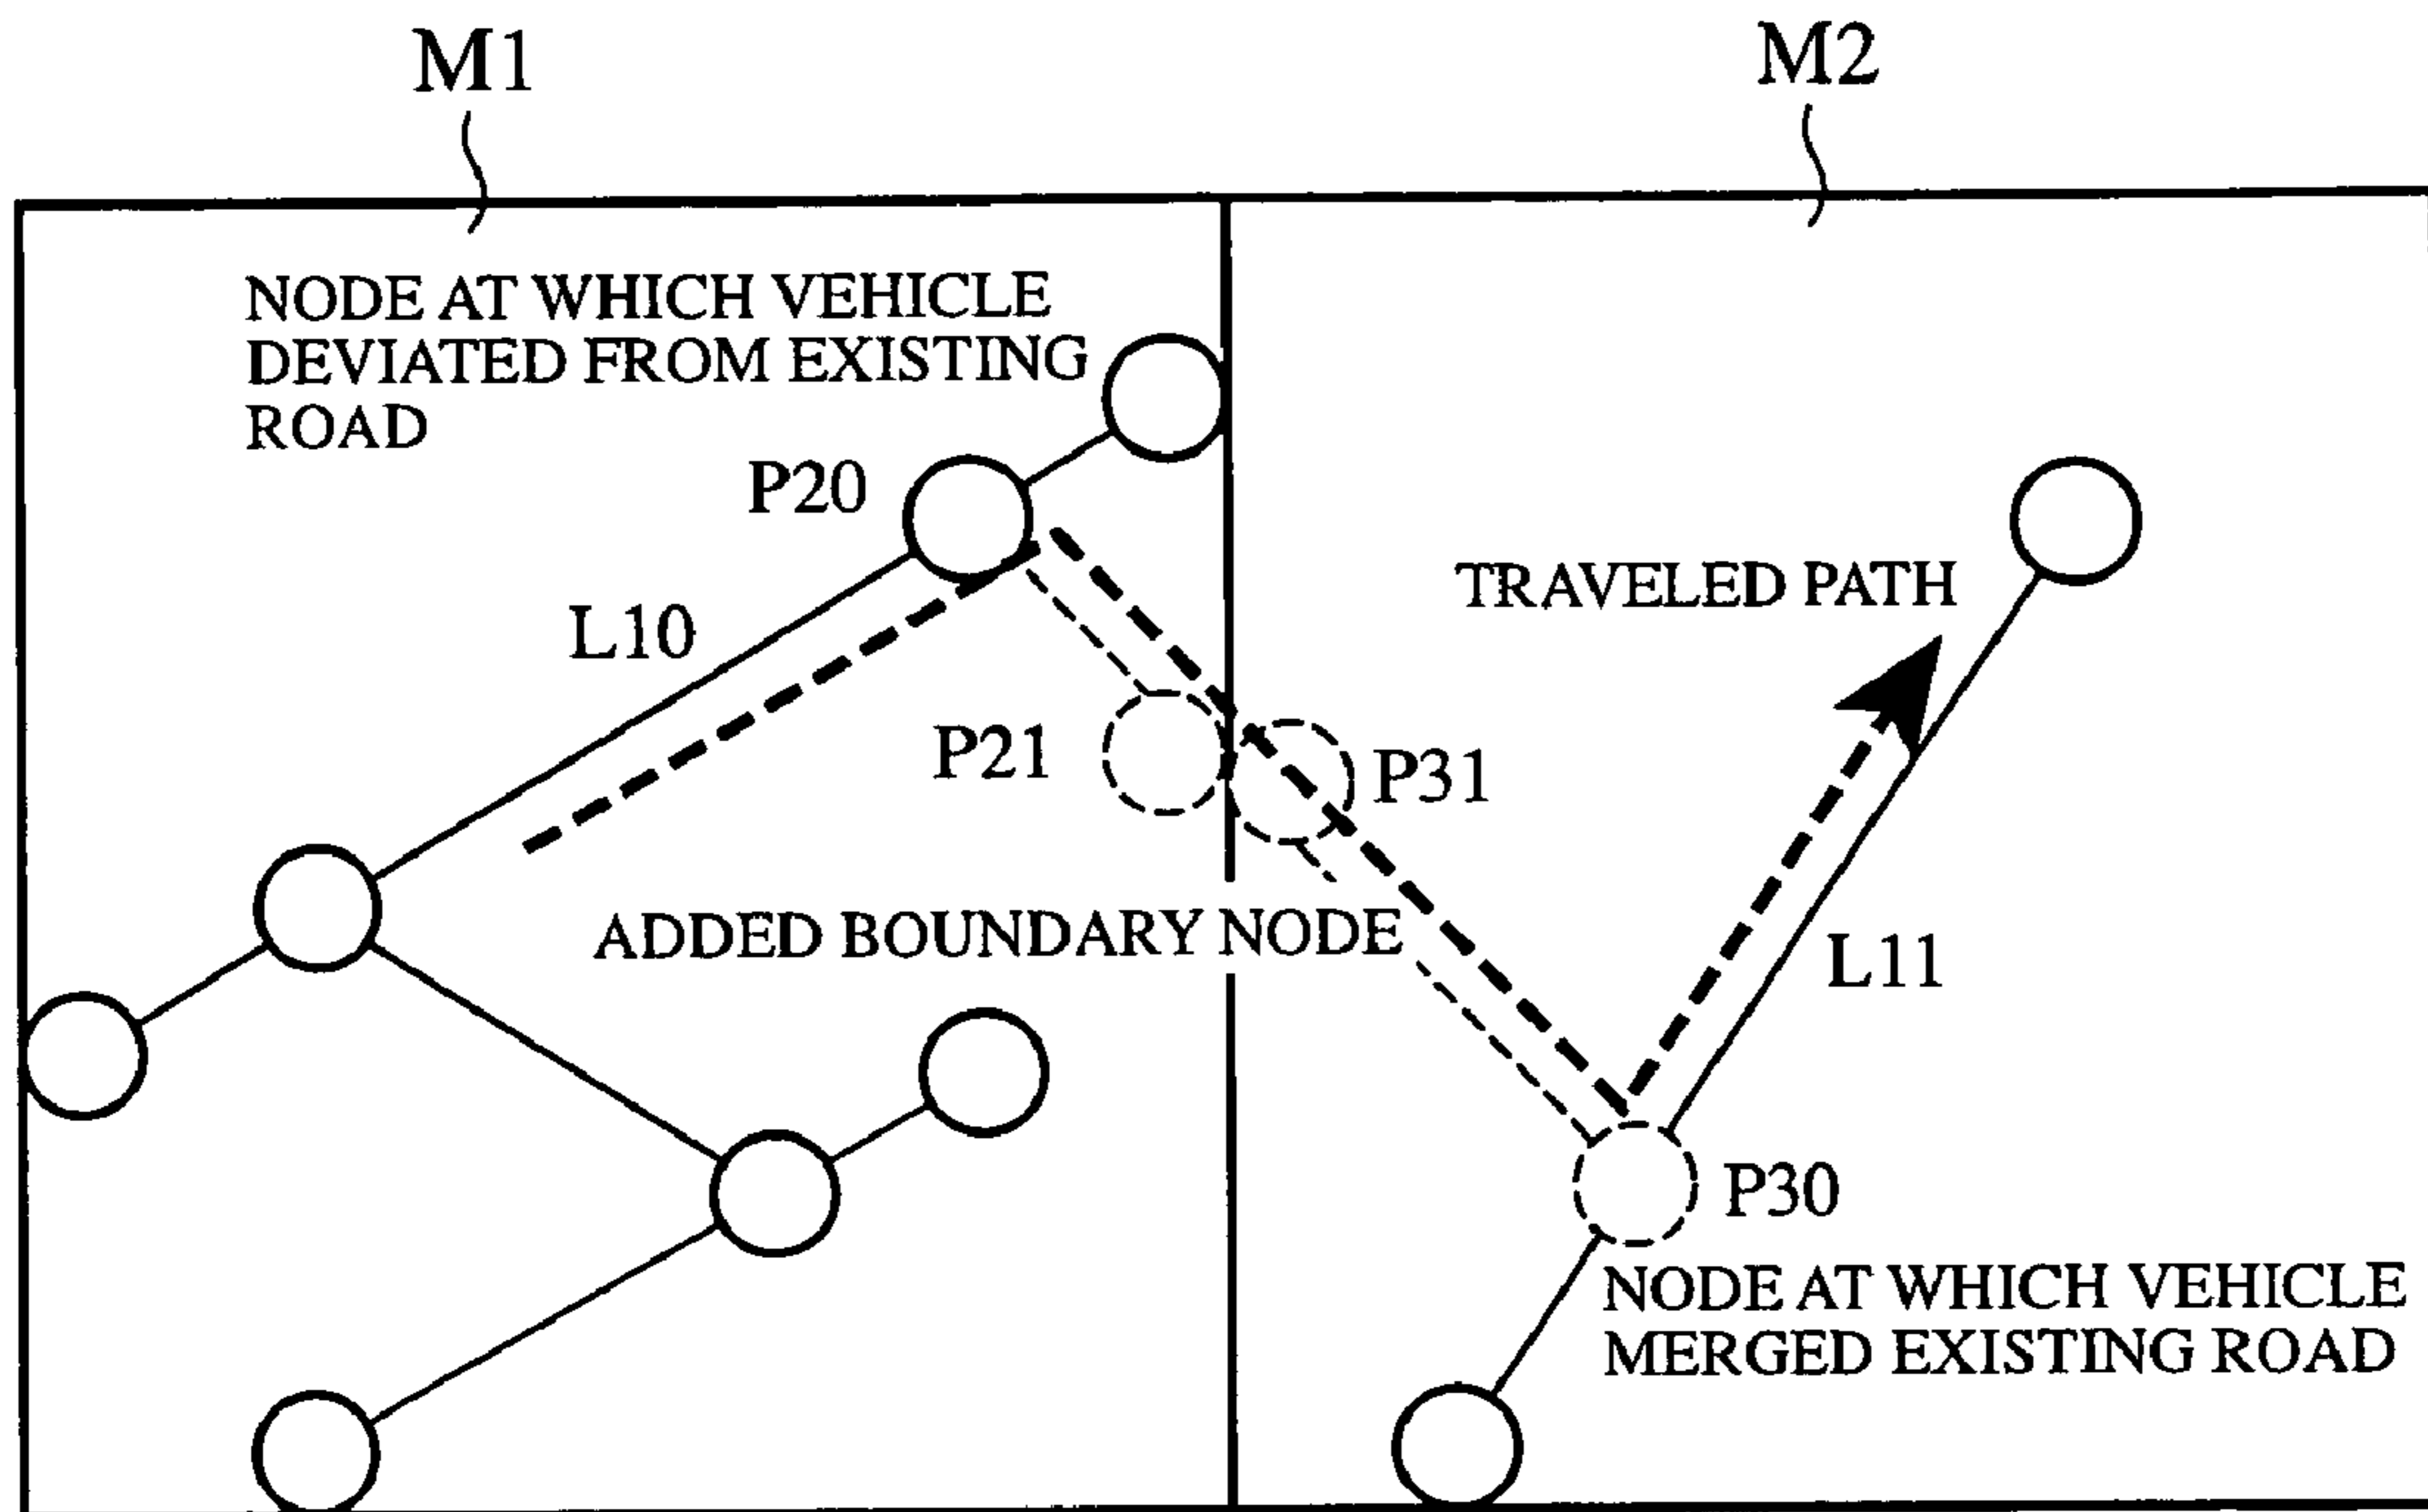 M1
M2
NODE AT WHICH VEHICLE
DEVIATED FROM EXISTING
ROAD
P20
TRAVELED PATH
L10
P21
P31
ADDED BOUNDARY NODE
L11
P30
NODE AT WHICH VEHICLE
MERGED EXISTING ROAD